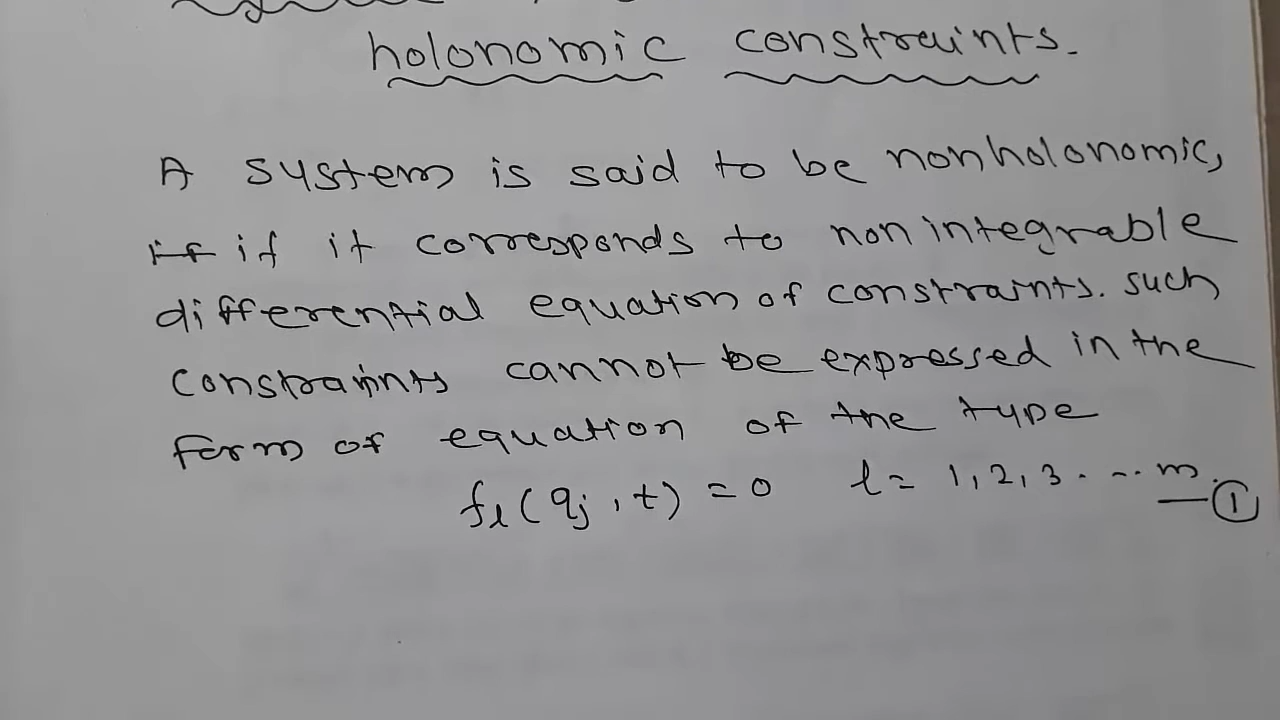 holonomic constraints.
A system is said to be nonholonomic,
if if it corresponds to non integrable
differential equation of constraints. such
constraints cannot be expressed in the
form of equation of the type
fₗ(qⱼ, t) = 0 l = 1, 2, 3 . . . . m. — ①